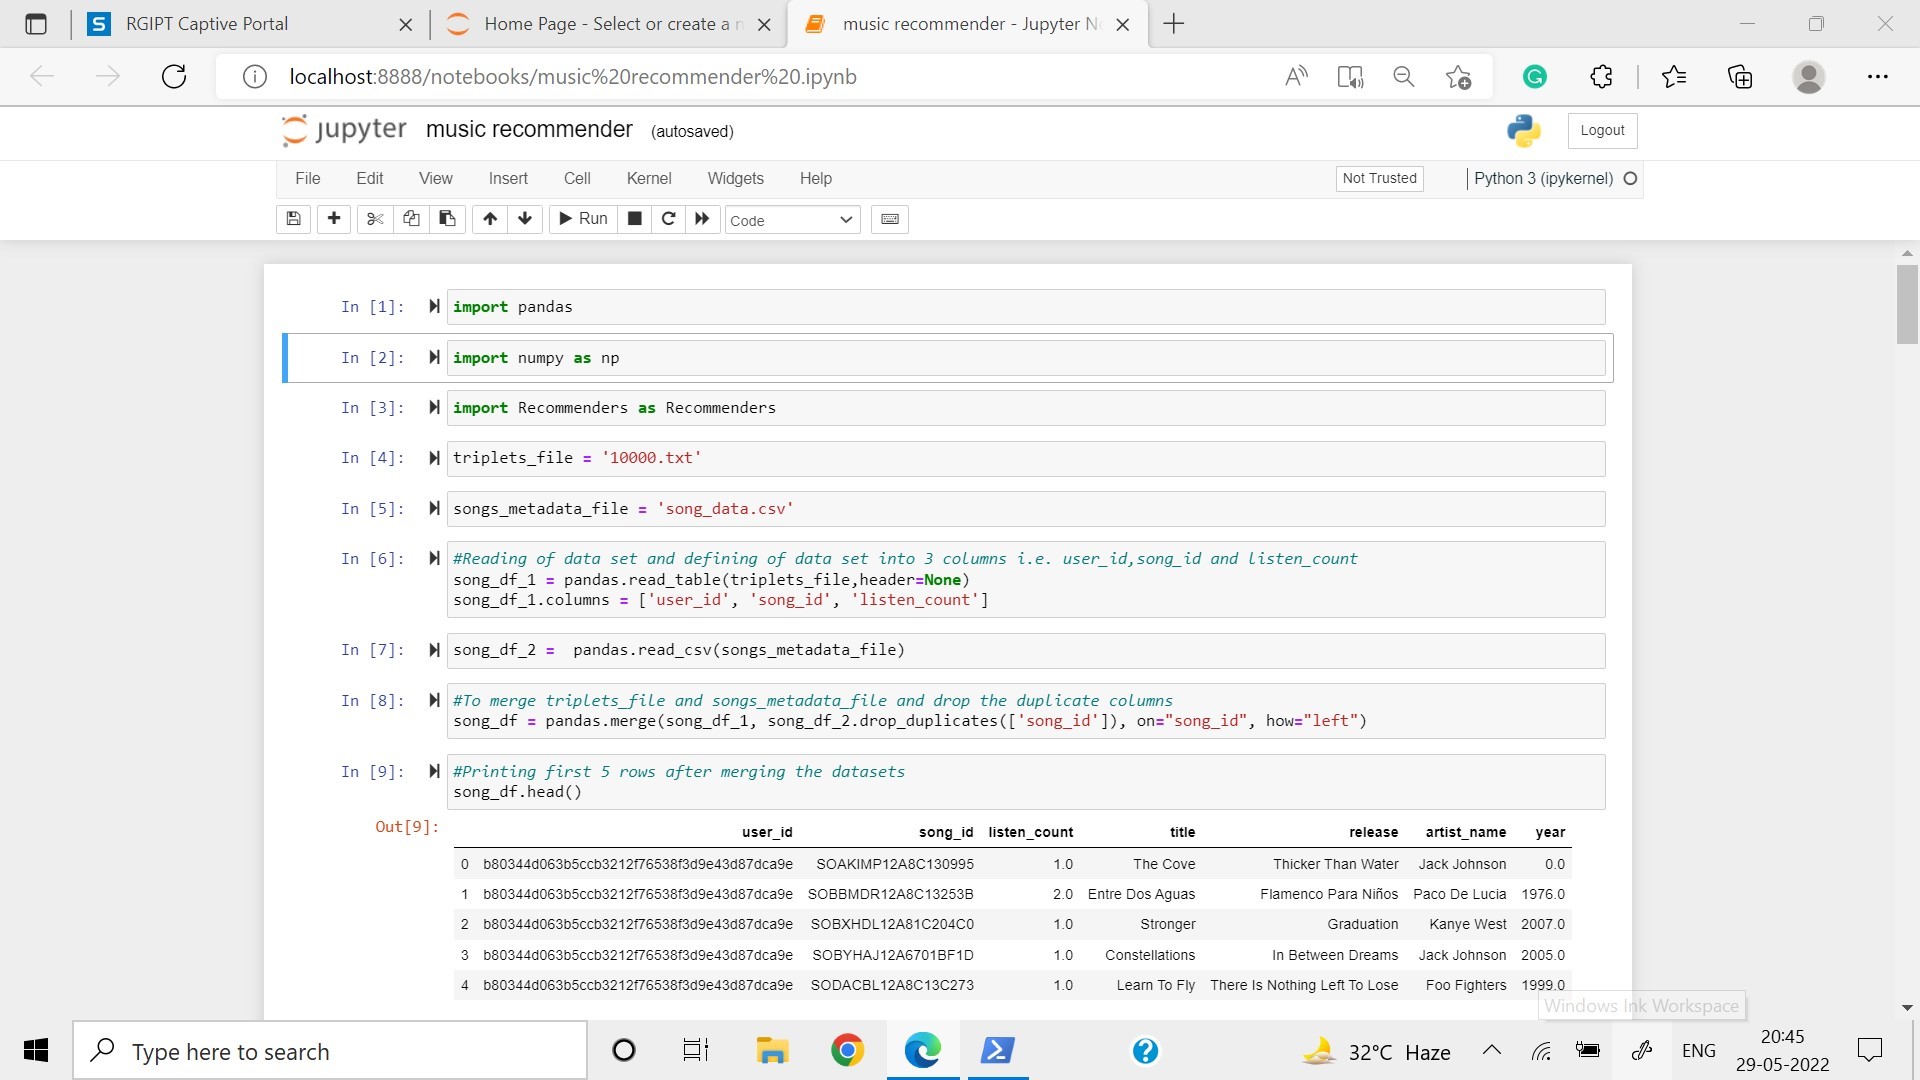 RGIPT Captive Portal
Home Page - Select or create a n
music recommender - Jupyter No
localhost:8888/notebooks/music%20recommender%20.ipynb
jupyter music recommender (autosaved)
Logout
File Edit View Insert Cell Kernel Widgets Help
Not Trusted
Python 3 (ipykernel)
Run
Code
In [1]: import pandas
In [2]: import numpy as np
In [3]: import Recommenders as Recommenders
In [4]: triplets_file = '10000.txt'
In [5]: songs_metadata_file = 'song_data.csv'
In [6]: #Reading of data set and defining of data set into 3 columns i.e. user_id,song_id and listen_count
song_df_1 = pandas.read_table(triplets_file,header=None)
song_df_1.columns = ['user_id', 'song_id', 'listen_count']
In [7]: song_df_2 =  pandas.read_csv(songs_metadata_file)
In [8]: #To merge triplets_file and songs_metadata_file and drop the duplicate columns
song_df = pandas.merge(song_df_1, song_df_2.drop_duplicates(['song_id']), on="song_id", how="left")
In [9]: #Printing first 5 rows after merging the datasets
song_df.head()
Out[9]:
user_id song_id listen_count title release artist_name year
0 b80344d063b5ccb3212f76538f3d9e43d87dca9e SOAKIMP12A8C130995 1.0 The Cove Thicker Than Water Jack Johnson 0.0
1 b80344d063b5ccb3212f76538f3d9e43d87dca9e SOBBMDR12A8C13253B 2.0 Entre Dos Aguas Flamenco Para Niños Paco De Lucia 1976.0
2 b80344d063b5ccb3212f76538f3d9e43d87dca9e SOBXHDL12A81C204C0 1.0 Stronger Graduation Kanye West 2007.0
3 b80344d063b5ccb3212f76538f3d9e43d87dca9e SOBYHAJ12A6701BF1D 1.0 Constellations In Between Dreams Jack Johnson 2005.0
4 b80344d063b5ccb3212f76538f3d9e43d87dca9e SODACBL12A8C13C273 1.0 Learn To Fly There Is Nothing Left To Lose Foo Fighters 1999.0
Windows Ink Workspace
Type here to search
32°C Haze
ENG
20:45
29-05-2022